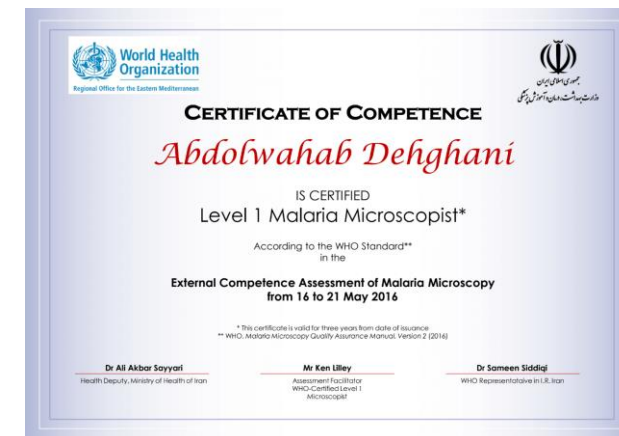 World Health
Organization
Regional Office for the Eastern Mediterranean
جمهوری اسلامی ایران
وزارت بهداشت، درمان و آموزش پزشکی
CERTIFICATE OF COMPETENCE
Abdolwahab Dehghani
IS CERTIFIED
Level 1 Malaria Microscopist*
According to the WHO Standard**
in the
External Competence Assessment of Malaria Microscopy
from 16 to 21 May 2016
* This certificate is valid for three years from date of issuance
** WHO. Malaria Microscopy Quality Assurance Manual, Version 2 (2016)
Dr Ali Akbar Sayyari
Health Deputy, Ministry of Health of Iran
Mr Ken Lilley
Assessment Facilitator
WHO-Certified Level 1
Microscopist
Dr Sameen Siddiqi
WHO Representataive in I.R. Iran